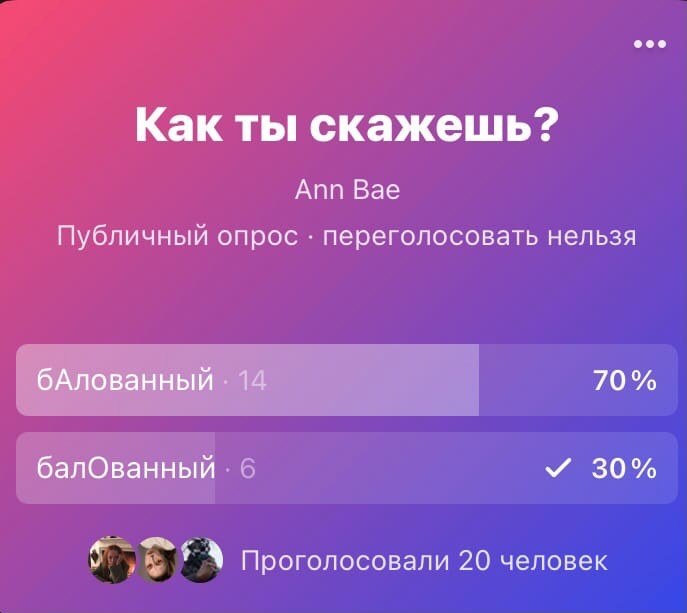 Как ты скажешь?
Ann Bae
Публичный опрос · переголосовать нельзя
бАлованный · 14 70 %
балОванный · 6 30 %
Проголосовали 20 человек